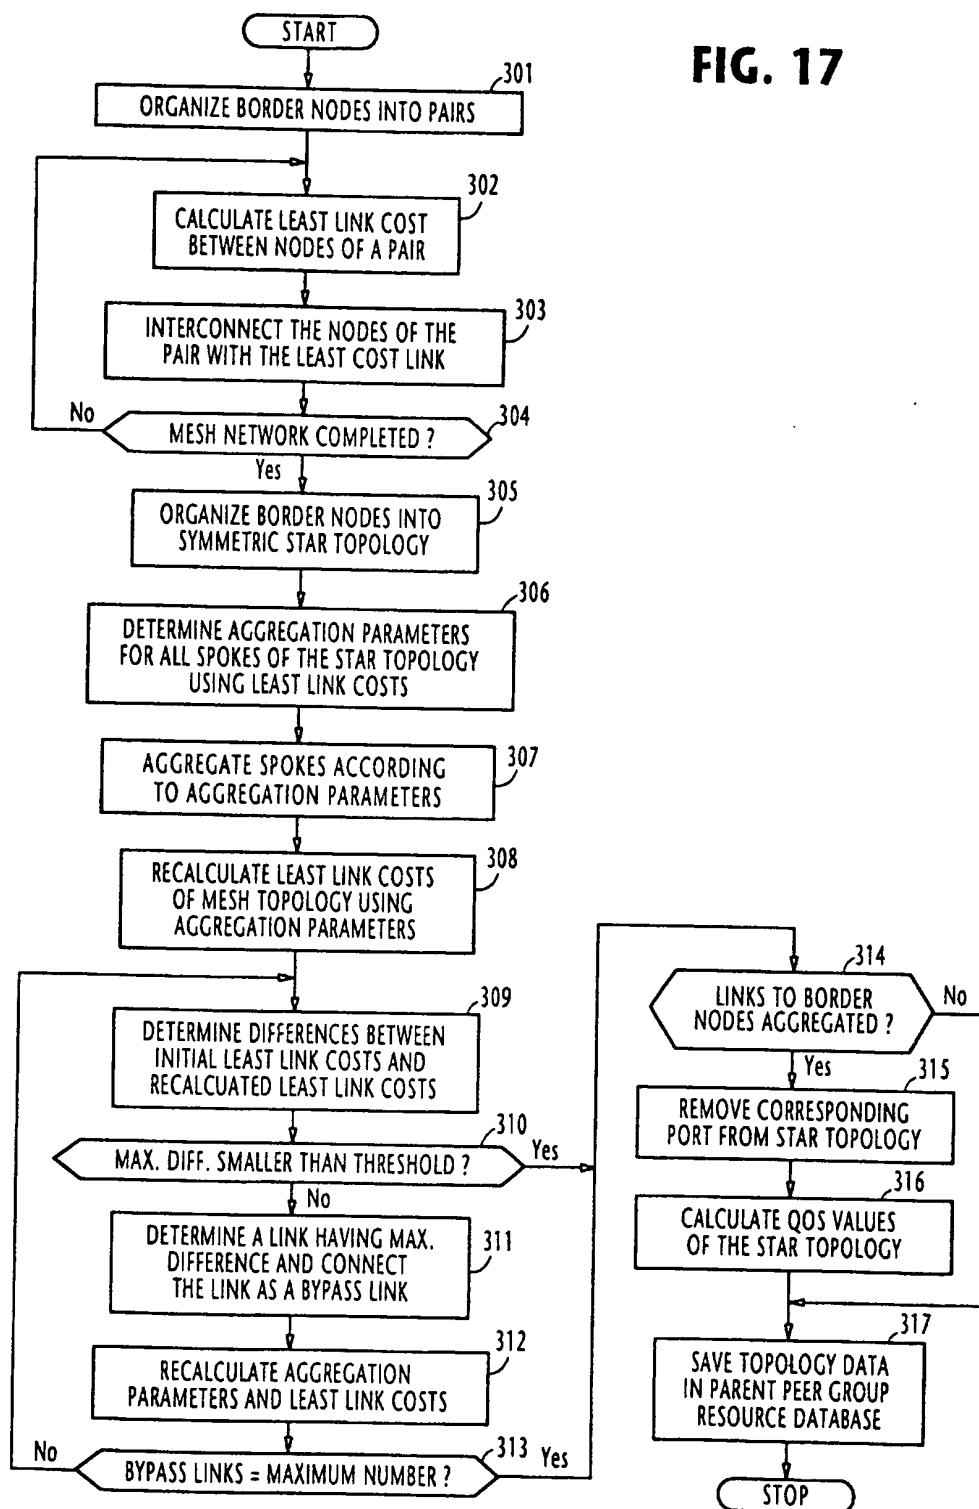 START
FIG. 17
301
ORGANIZE BORDER NODES INTO PAIRS
302
CALCULATE LEAST LINK COST
BETWEEN NODES OF A PAIR
303
INTERCONNECT THE NODES OF THE
PAIR WITH THE LEAST COST LINK
No
304
MESH NETWORK COMPLETED ?
Yes
305
ORGANIZE BORDER NODES INTO
SYMMETRIC STAR TOPOLOGY
306
DETERMINE AGGREGATION PARAMETERS
FOR ALL SPOKES OF THE STAR TOPOLOGY
USING LEAST LINK COSTS
307
AGGREGATE SPOKES ACCORDING
TO AGGREGATION PARAMETERS
308
RECALCULATE LEAST LINK COSTS
OF MESH TOPOLOGY USING
AGGREGATION PARAMETERS
309
DETERMINE DIFFERENCES BETWEEN
INITIAL LEAST LINK COSTS AND
RECALCUATED LEAST LINK COSTS
310
MAX. DIFF. SMALLER THAN THRESHOLD ?
Yes
No
311
DETERMINE A LINK HAVING MAX.
DIFFERENCE AND CONNECT
THE LINK AS A BYPASS LINK
312
RECALCULATE AGGREGATION
PARAMETERS AND LEAST LINK COSTS
No
313
BYPASS LINKS = MAXIMUM NUMBER ?
Yes
314
LINKS TO BORDER
NODES AGGREGATED ?
No
Yes
315
REMOVE CORRESPONDING
PORT FROM STAR TOPOLOGY
316
CALCULATE QOS VALUES
OF THE STAR TOPOLOGY
317
SAVE TOPOLOGY DATA
IN PARENT PEER GROUP
RESOURCE DATABASE
STOP